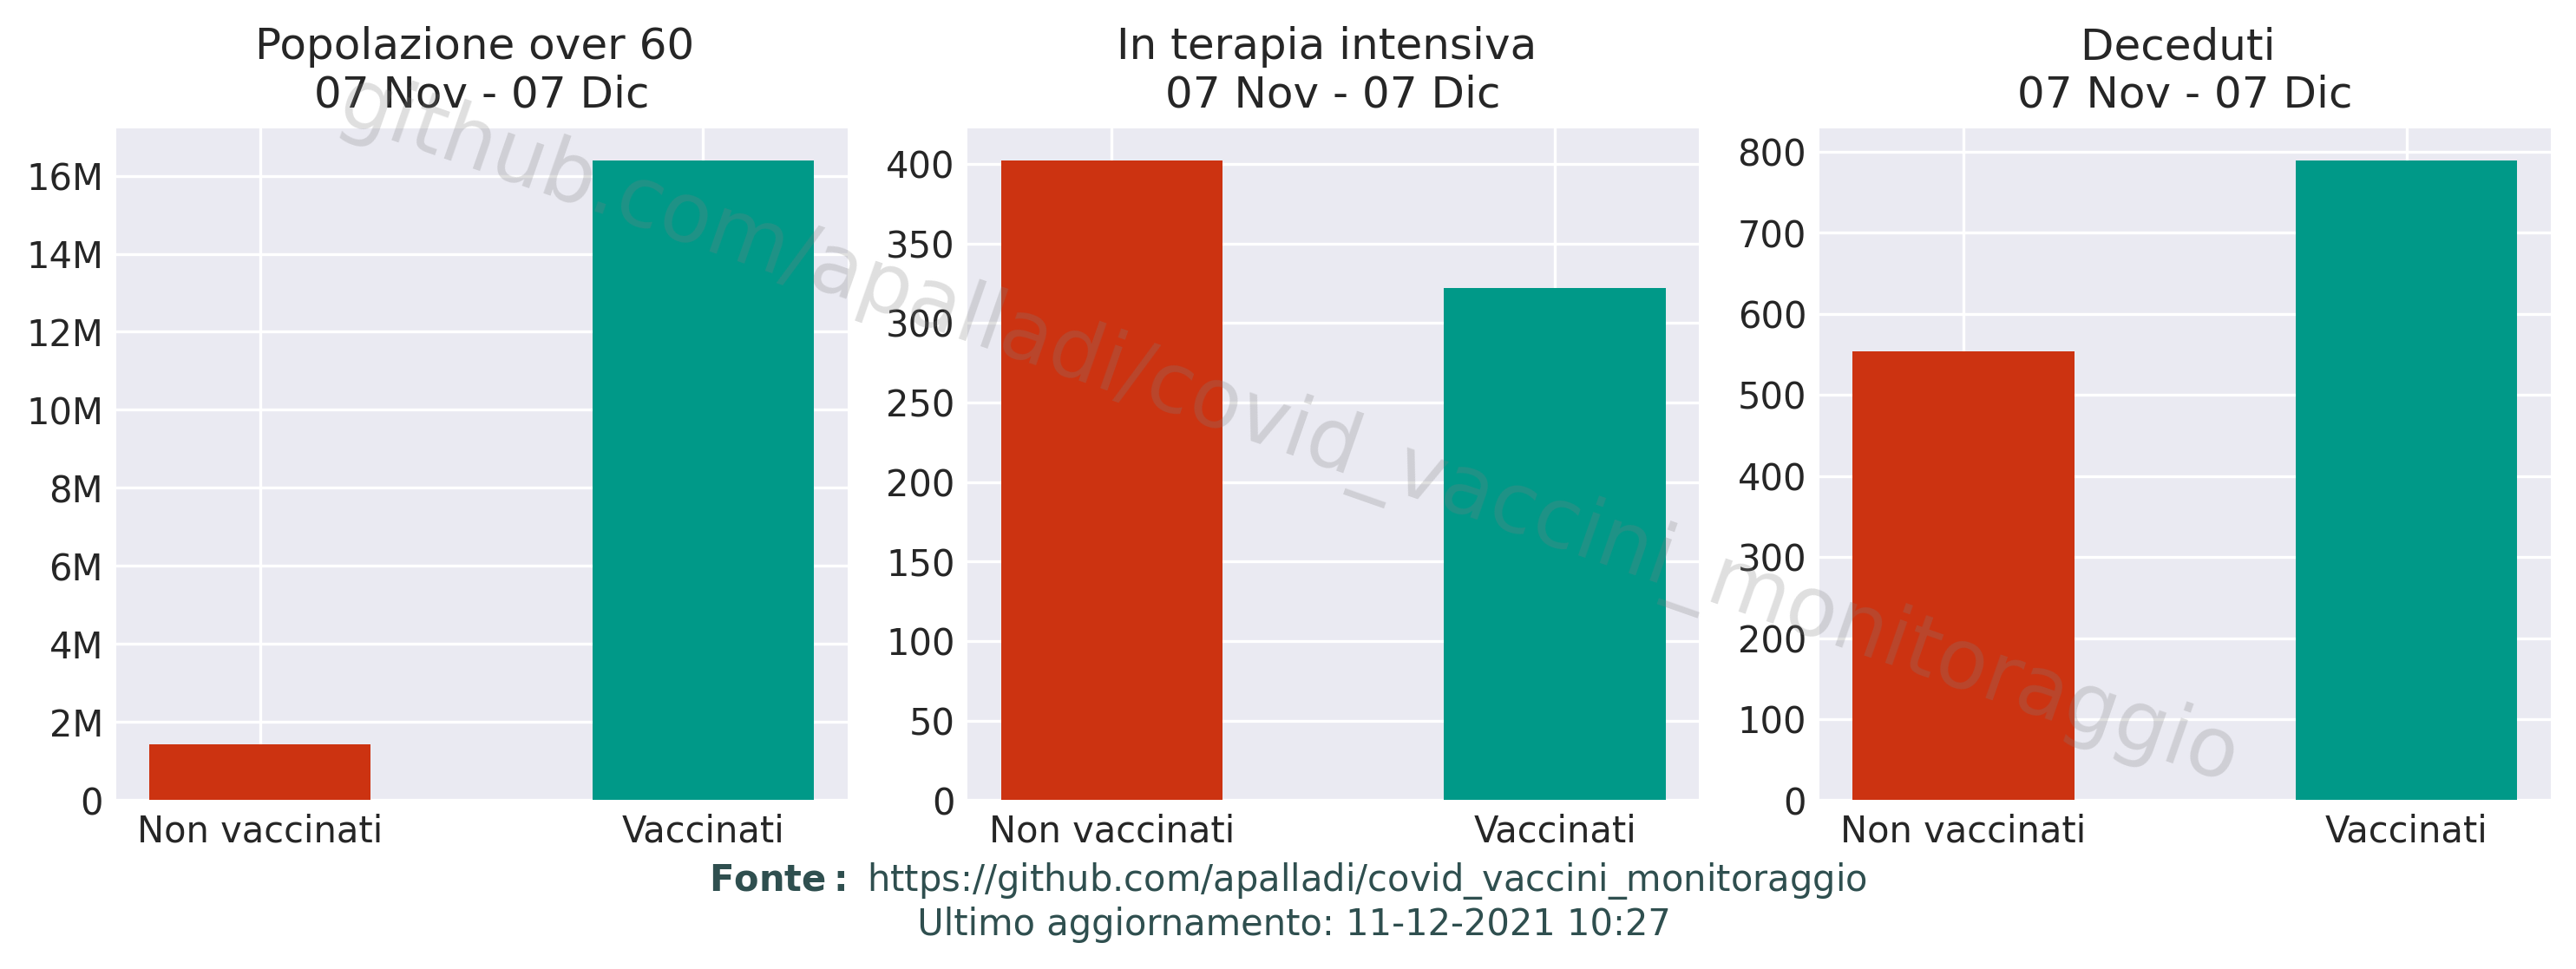 Popolazione over 60
07 Nov - 07 Dic
16M
14M
12M
10M
8M
6M
4M
2M
0
Non vaccinati
Vaccinati
In terapia intensiva
07 Nov - 07 Dic
400
350
300
250
200
150
100
50
0
Non vaccinati
Vaccinati
Deceduti
07 Nov - 07 Dic
800
700
600
500
400
300
200
100
0
Non vaccinati
Vaccinati
github.com/apalladi/covid_vaccini_monitoraggio
Fonte: https://github.com/apalladi/covid_vaccini_monitoraggio
Ultimo aggiornamento: 11-12-2021 10:27